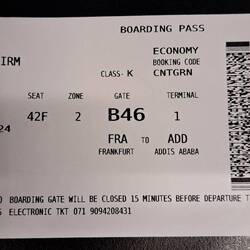 BOARDING PASS
ECONOMY
IRM BOOKING CODE
CLASS- K CNTGRN
SEAT ZONE GATE TERMINAL
24 42F 2 B46 1
FRA TO ADD
FRANKFURT ADDIS ABABA
BOARDING GATE WILL BE CLOSED 15 MINUTES BEFORE DEPARTURE T
S ELECTRONIC TKT 071 9094208431